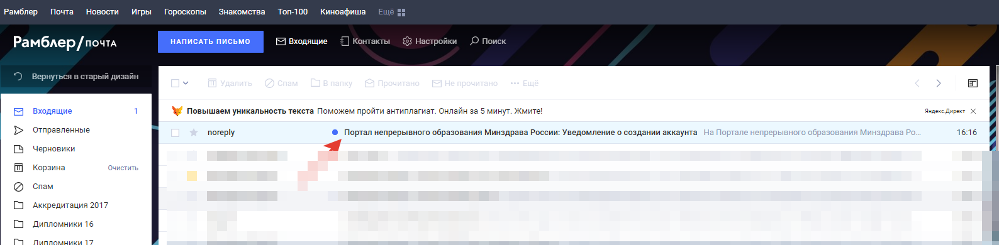 Рамблер Почта Новости Игры Гороскопы Знакомства Топ-100 Киноафиша Ещё
Рамблер/почта НАПИСАТЬ ПИСЬМО Входящие Контакты Настройки Поиск
Вернуться в старый дизайн
Удалить Спам В папку Прочитано Не прочитано Ещё
Входящие 1
Повышаем уникальность текста Поможем пройти антиплагиат. Онлайн за 5 минут. Жмите! Яндекс.Директ
Отправленные
noreply Портал непрерывного образования Минздрава России: Уведомление о создании аккаунта На Портале непрерывного образования Минздрава Ро... 16:16
Черновики
Корзина Очистить
Спам
Аккредитация 2017
Дипломники 16
Дипломники 17